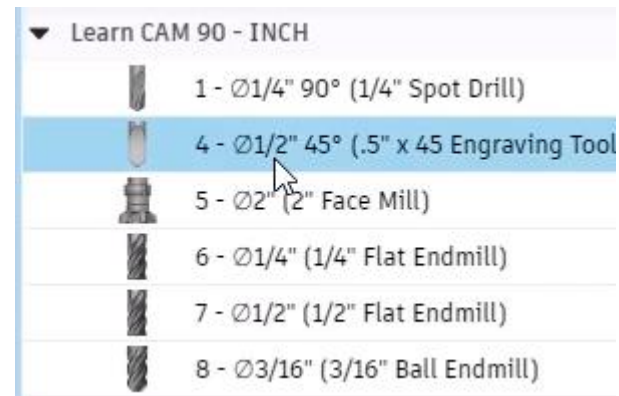 Learn CAM 90 - INCH
1 - ∅1/4" 90° (1/4" Spot Drill)
4 - ∅1/2" 45° (.5" x 45 Engraving Tool
5 - ∅2" (2" Face Mill)
6 - ∅1/4" (1/4" Flat Endmill)
7 - ∅1/2" (1/2" Flat Endmill)
8 - ∅3/16" (3/16" Ball Endmill)